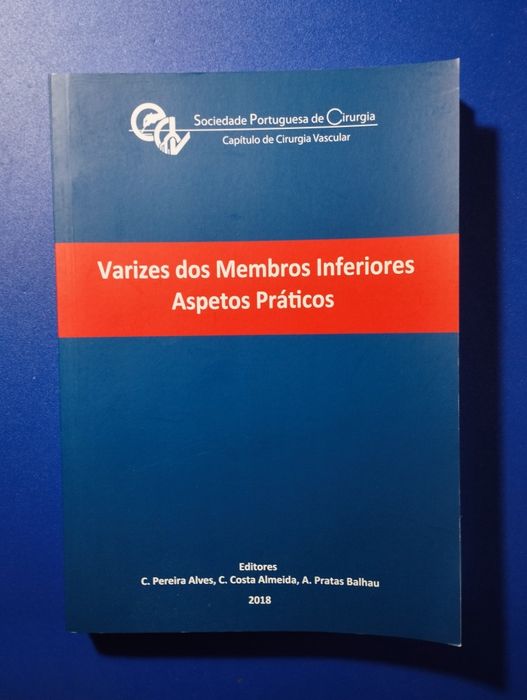 Sociedade Portuguesa de Cirurgia
Capítulo de Cirurgia Vascular
Varizes dos Membros Inferiores
Aspetos Práticos
Editores
C. Pereira Alves, C. Costa Almeida, A. Pratas Balhau
2018